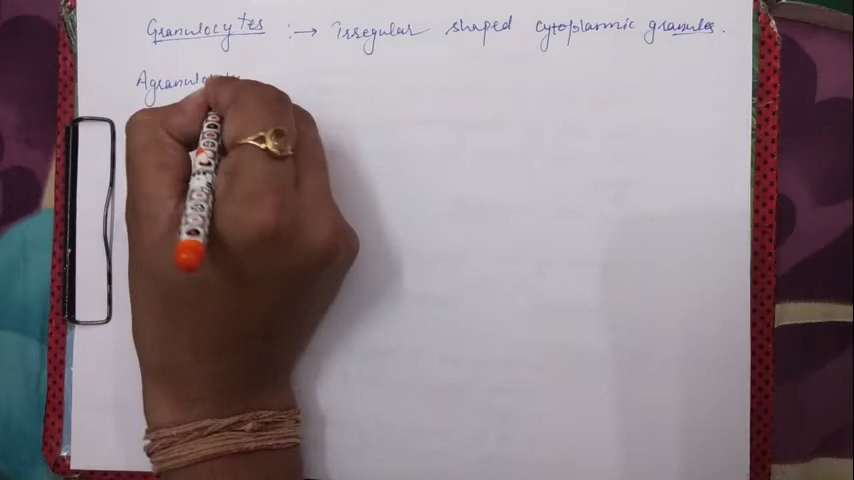 Granulocytes :→ Irregular shaped cytoplasmic granules.